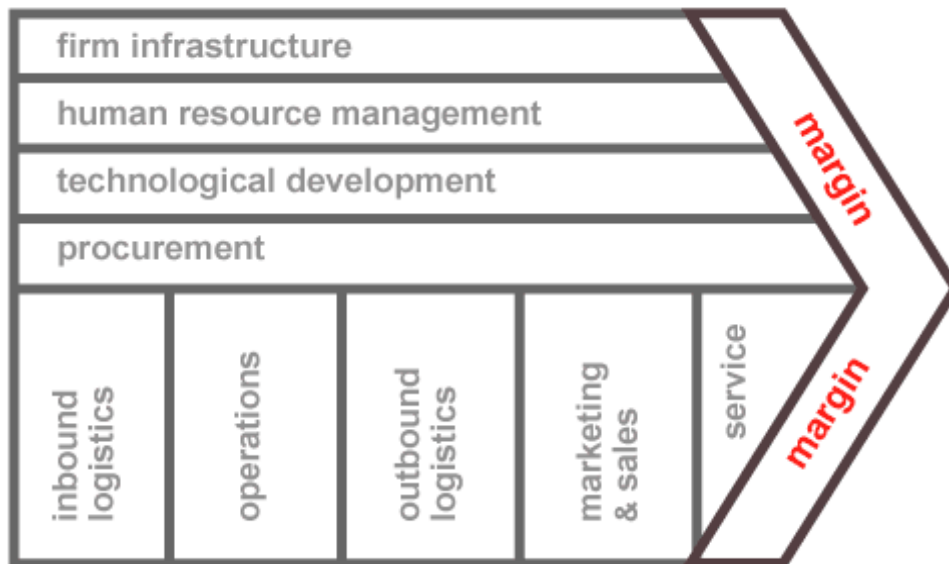 firm infrastructure
human resource management
technological development
procurement
inbound
logistics
operations
outbound
logistics
marketing
& sales
service
margin
margin